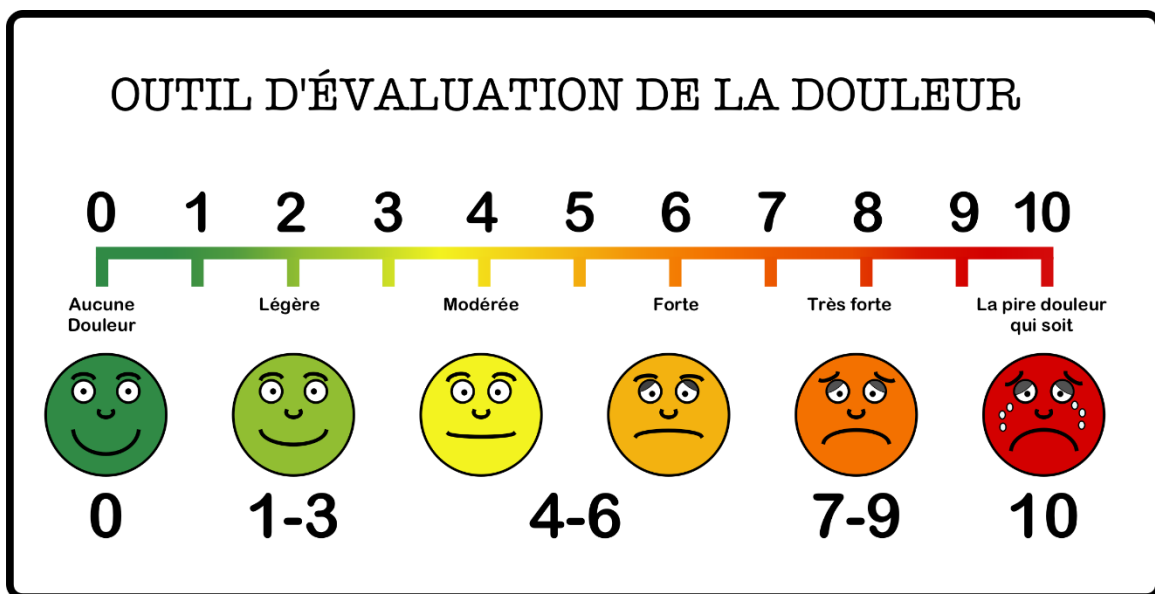 OUTIL D'ÉVALUATION DE LA DOULEUR
0 1 2 3 4 5 6 7 8 9 10
Aucune Douleur
Légère
Modérée
Forte
Très forte
La pire douleur qui soit
0 1-3 4-6 7-9 10